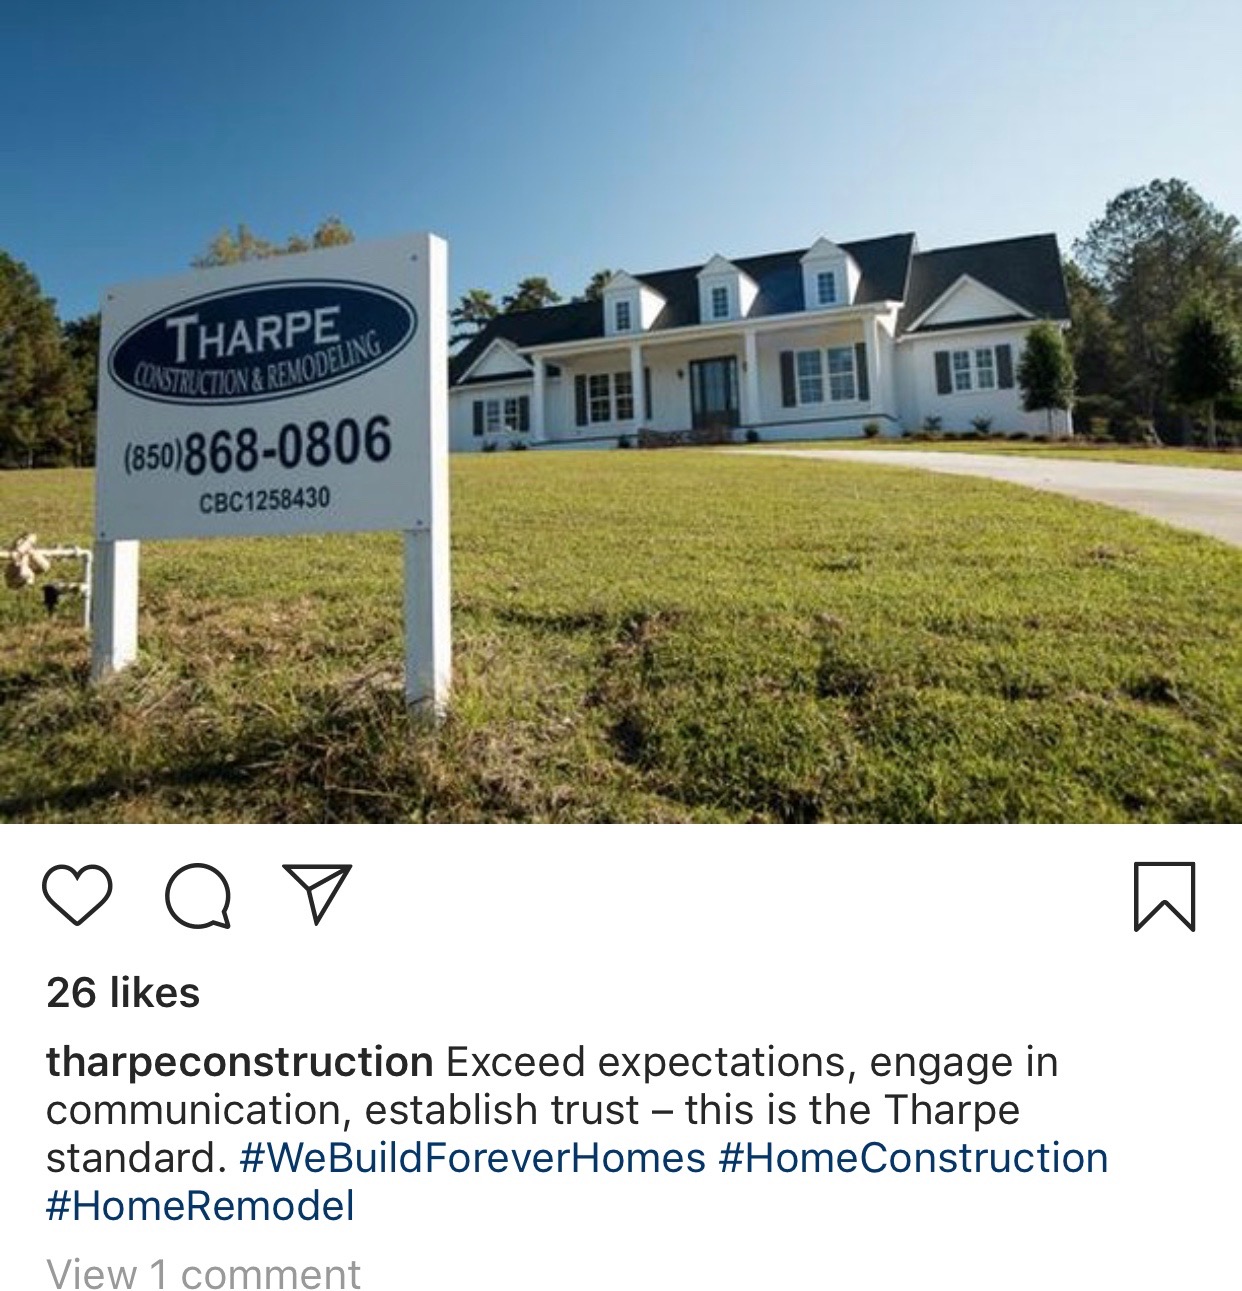 THARPE
CONSTRUCTION & REMODELING
(850)868-0806
CBC1258430
26 likes
tharpeconstruction Exceed expectations, engage in
communication, establish trust – this is the Tharpe
standard. #WeBuildForeverHomes #HomeConstruction
#HomeRemodel
View 1 comment